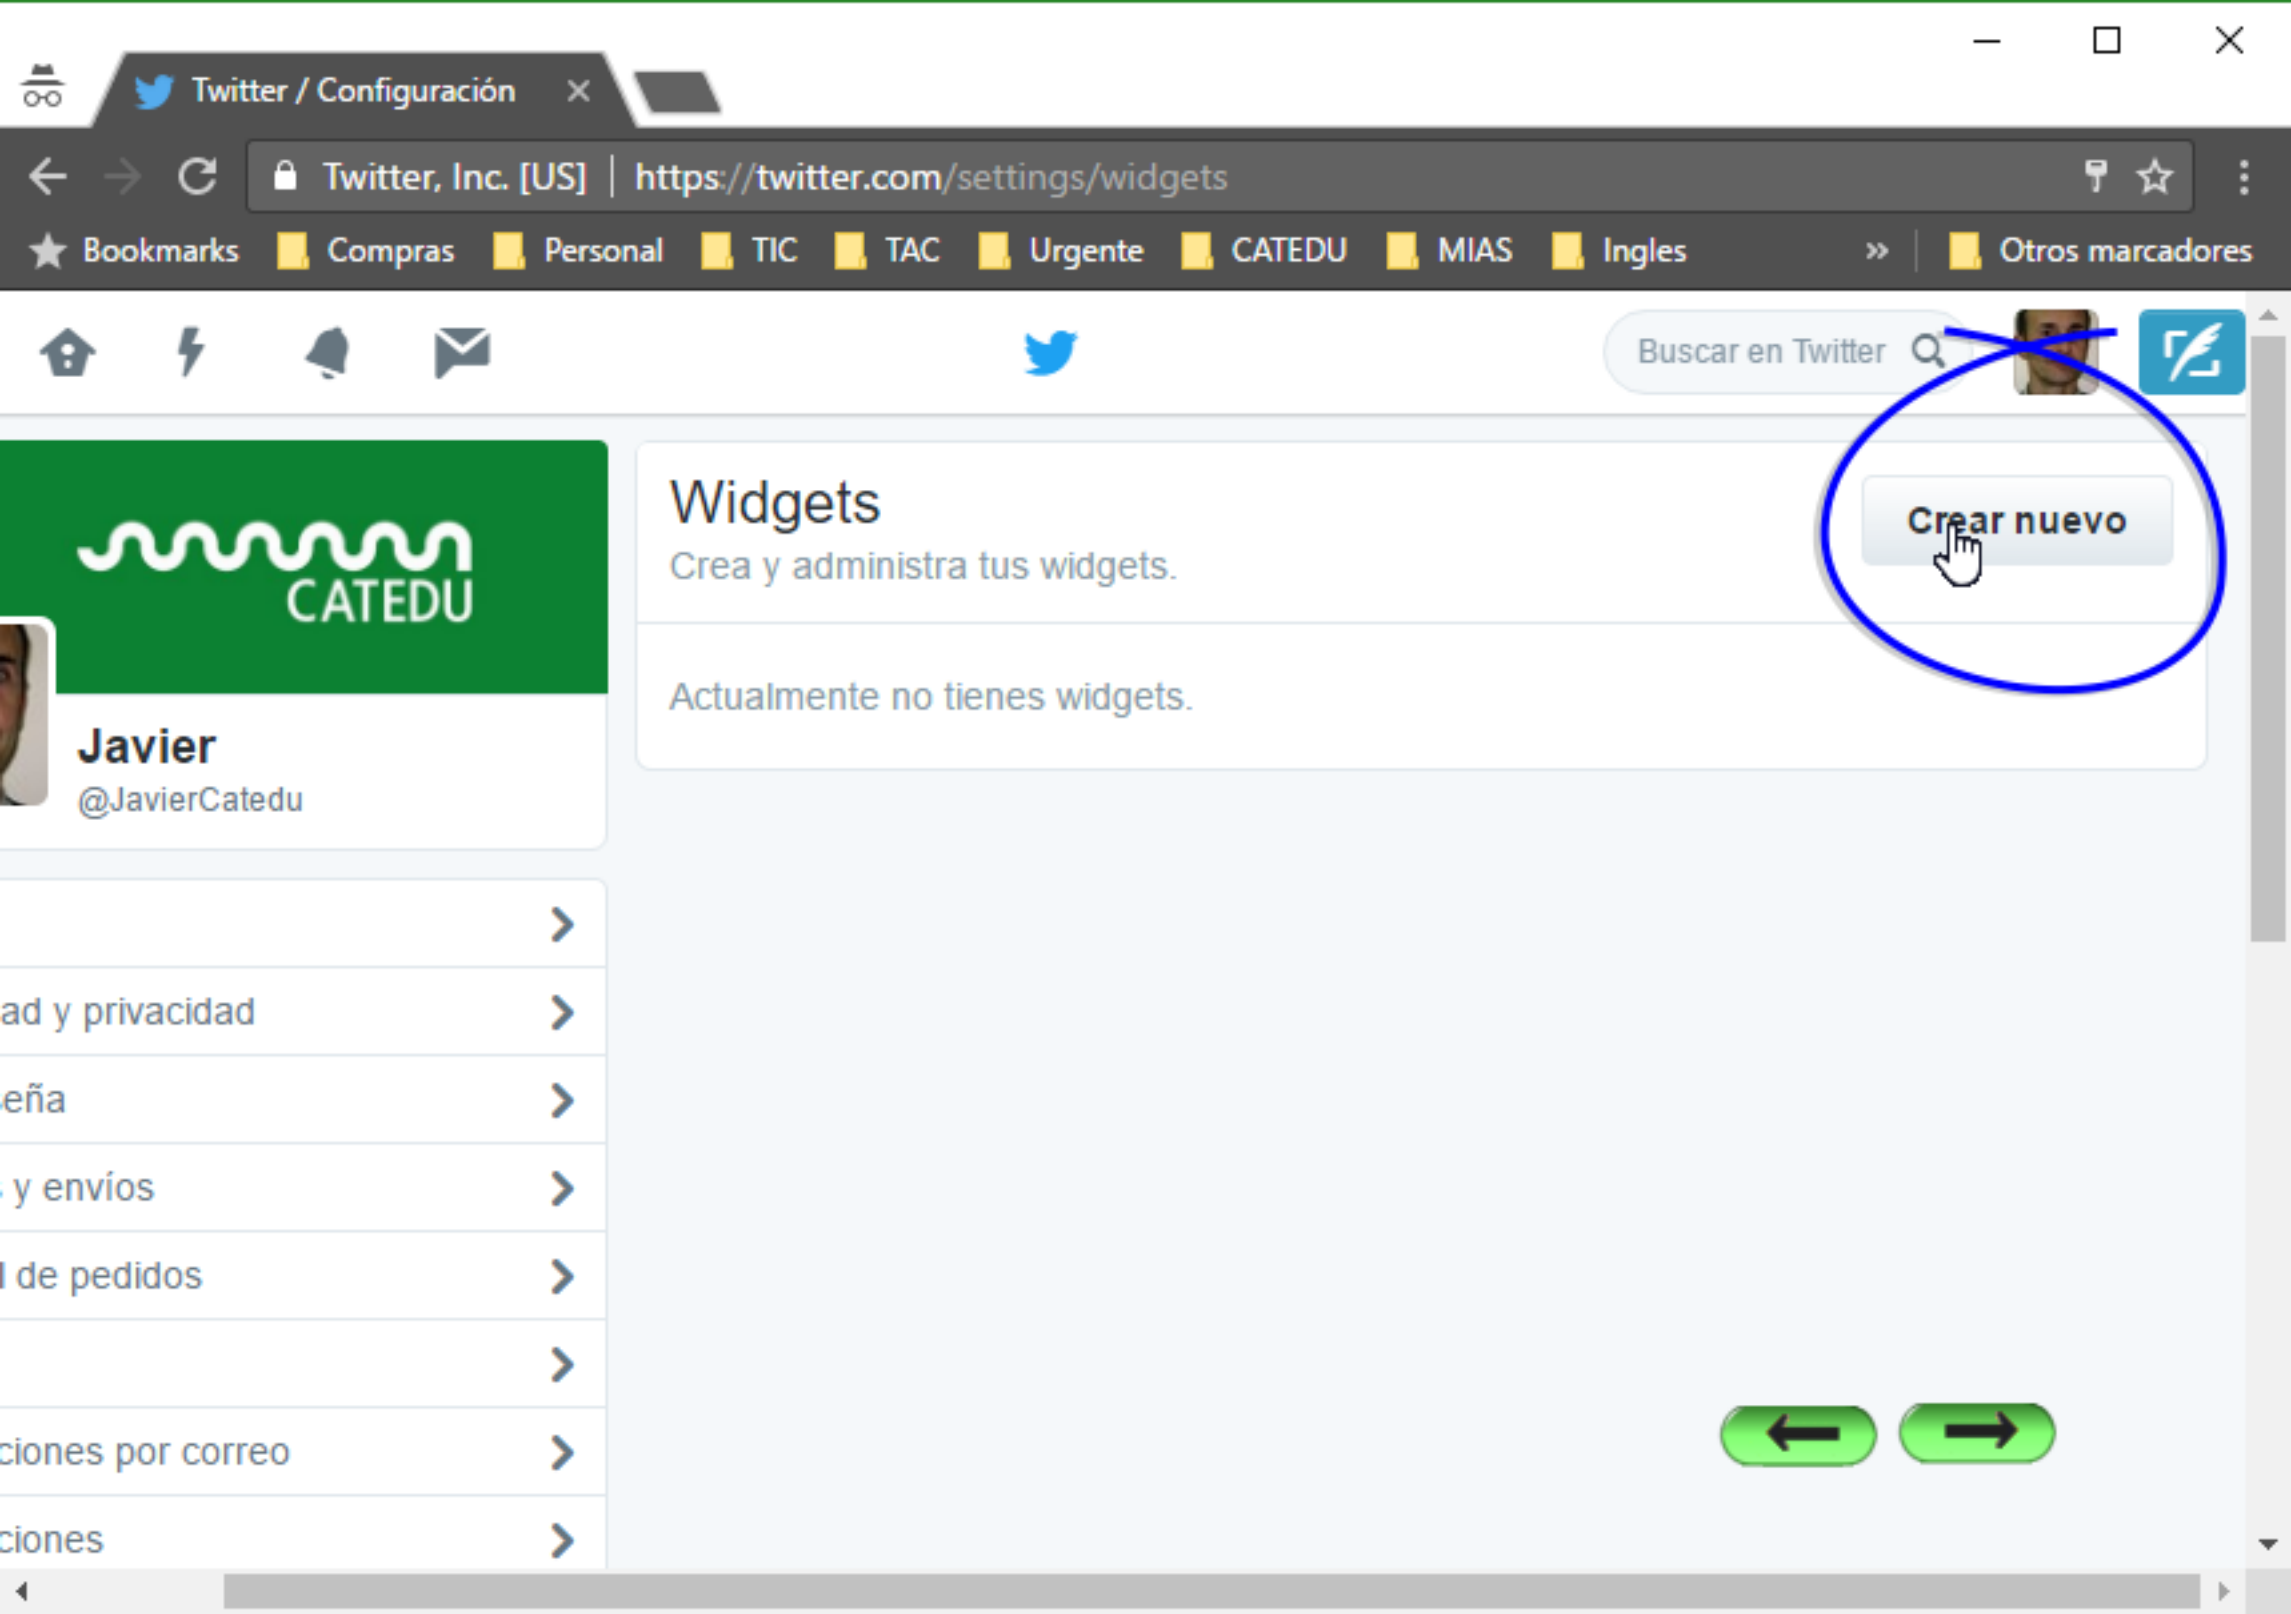 Twitter / Configuración
Twitter, Inc. [US] | https://twitter.com/settings/widgets
Bookmarks Compras Personal TIC TAC Urgente CATEDU MIAS Ingles » Otros marcadores
Buscar en Twitter
CATEDU
Widgets
Crear nuevo
Crea y administra tus widgets.
Actualmente no tienes widgets.
Javier
@JavierCatedu
ad y privacidad
eña
y envíos
l de pedidos
ciones por correo
ciones